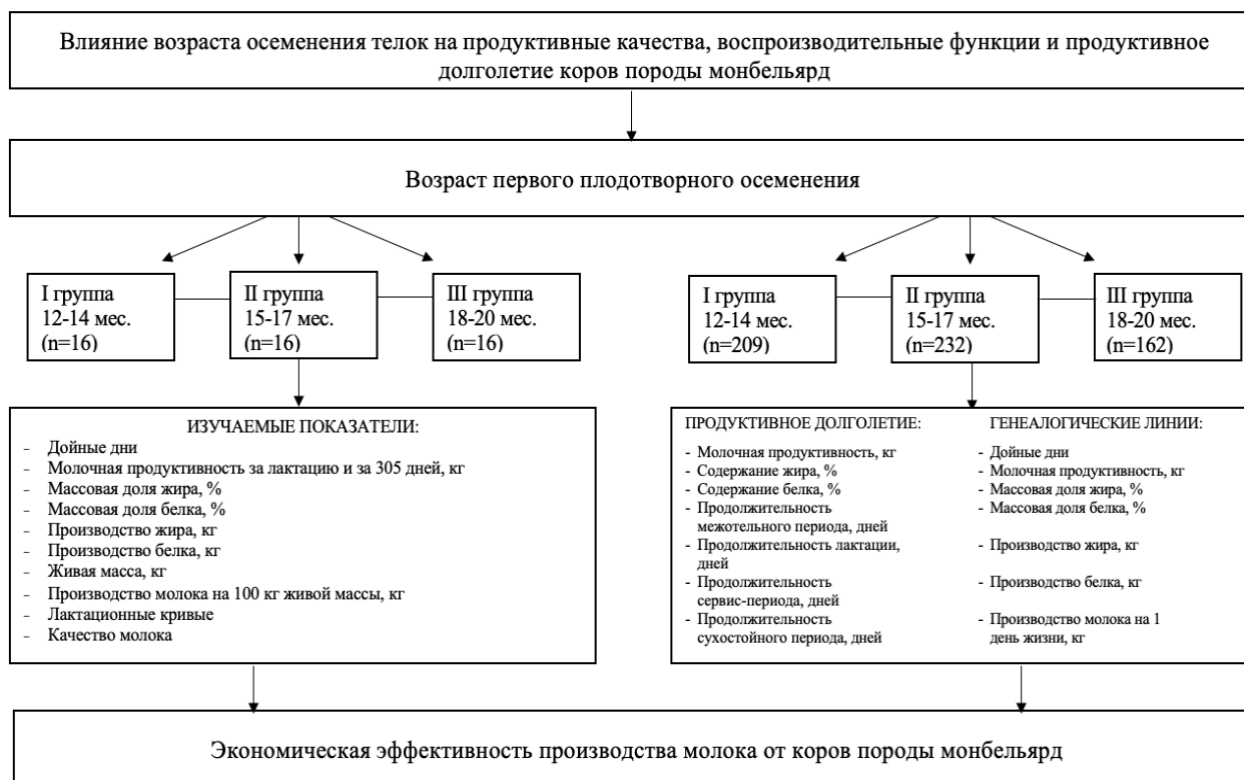 Влияние возраста осеменения телок на продуктивные качества, воспроизводительные функции и продуктивное
долголетие коров породы монбельярд
Возраст первого плодотворного осеменения
I группа
12-14 мес.
(n=16)
II группа
15-17 мес.
(n=16)
III группа
18-20 мес.
(n=16)
I группа
12-14 мес.
(n=209)
II группа
15-17 мес.
(n=232)
III группа
18-20 мес.
(n=162)
ИЗУЧАЕМЫЕ ПОКАЗАТЕЛИ:
- Дойные дни
- Молочная продуктивность за лактацию и за 305 дней, кг
- Массовая доля жира, %
- Массовая доля белка, %
- Производство жира, кг
- Производство белка, кг
- Живая масса, кг
- Производство молока на 100 кг живой массы, кг
- Лактационные кривые
- Качество молока
ПРОДУКТИВНОЕ ДОЛГОЛЕТИЕ:
- Молочная продуктивность, кг
- Содержание жира, %
- Содержание белка, %
- Продолжительность
межотельного периода, дней
- Продолжительность лактации,
дней
- Продолжительность
сервис-периода, дней
- Продолжительность
сухостойного периода, дней
ГЕНЕАЛОГИЧЕСКИЕ ЛИНИИ:
- Дойные дни
- Молочная продуктивность, кг
- Массовая доля жира, %
- Массовая доля белка, %
- Производство жира, кг
- Производство белка, кг
- Производство молока на 1
день жизни, кг
Экономическая эффективность производства молока от коров породы монбельярд